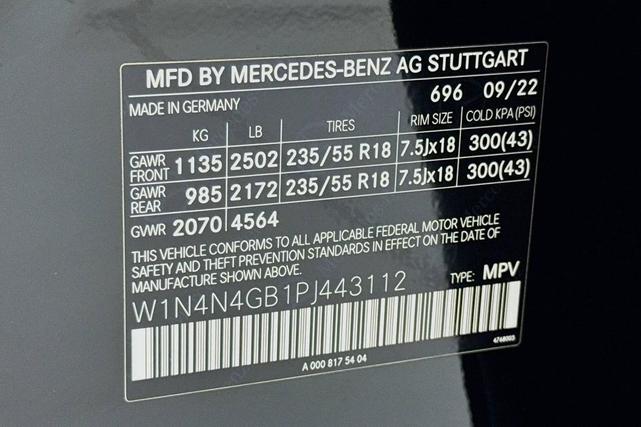 MFD BY MERCEDES-BENZ AG STUTTGART
MADE IN GERMANY 696 09/22
KG LB TIRES RIM SIZE COLD KPA (PSI)
GAWR FRONT 1135 2502 235/55 R18 7.5Jx18 300(43)
GAWR REAR 985 2172 235/55 R18 7.5Jx18 300(43)
GVWR 2070 4564
THIS VEHICLE CONFORMS TO ALL APPLICABLE FEDERAL MOTOR VEHICLE
SAFETY AND THEFT PREVENTION STANDARDS IN EFFECT ON THE DATE OF
MANUFACTURE SHOWN ABOVE.
W1N4N4GB1PJ443112 TYPE: MPV
A 000 817 54 04